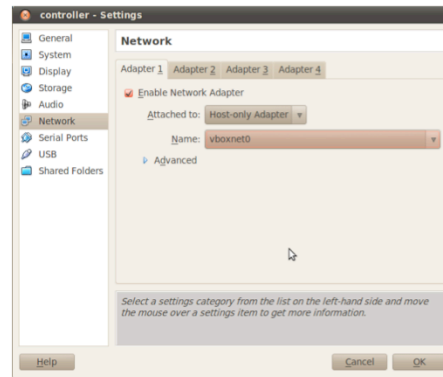 controller - Settings
General
System
Display
Storage
Audio
Network
Serial Ports
USB
Shared Folders
Network
Adapter 1 Adapter 2 Adapter 3 Adapter 4
Enable Network Adapter
Attached to: Host-only Adapter
Name: vboxnet0
Advanced
Select a settings category from the list on the left-hand side and move
the mouse over a settings item to get more information.
Help Cancel OK